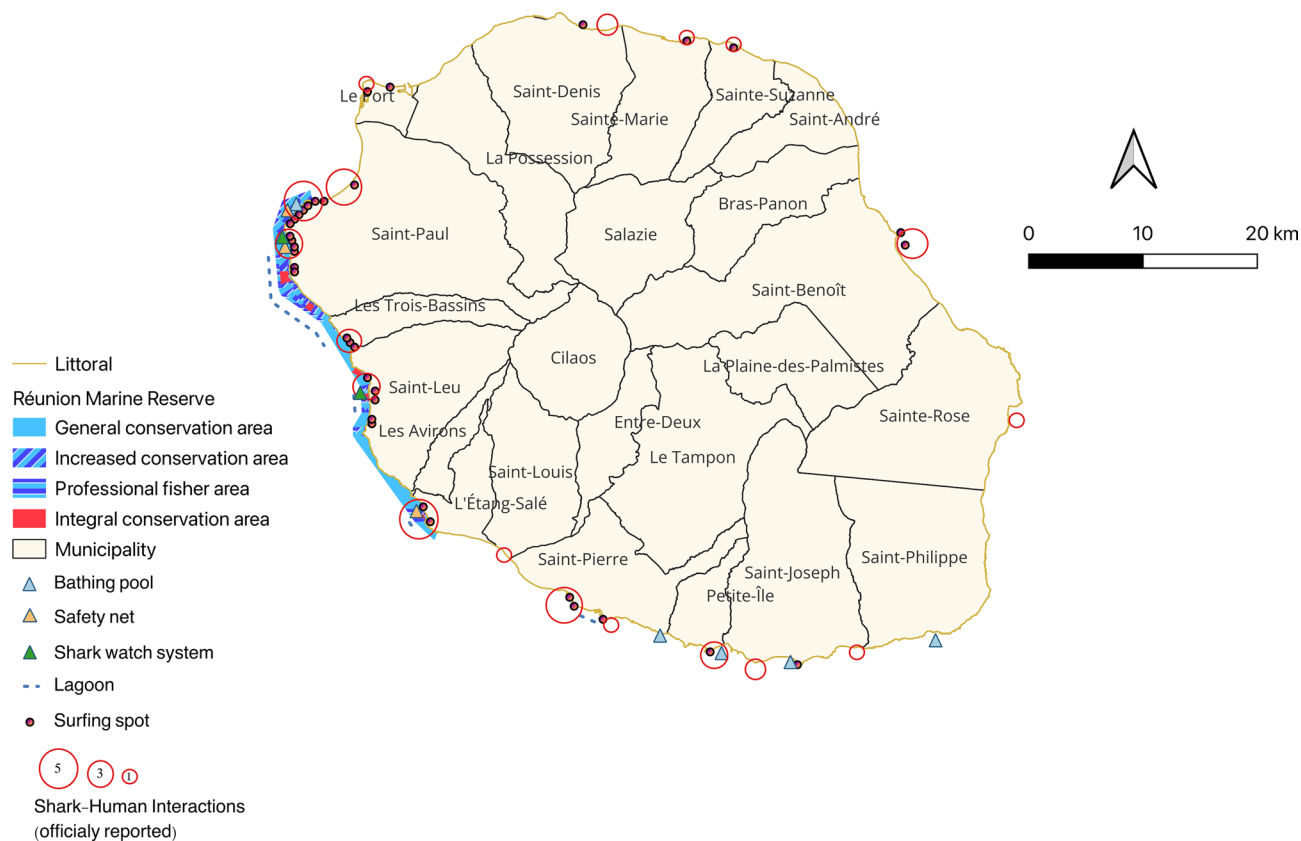 Saint-Denis
Sainte-Marie
Sainte-Suzanne
Saint-André
Le Port
La Possession
Bras-Panon
Saint-Paul
Salazie
0 10 20 km
Saint-Benoît
Les Trois-Bassins
Cilaos
La Plaine-des-Palmistes
Saint-Leu
Sainte-Rose
Les Avirons
Entre-Deux
Le Tampon
Saint-Louis
L'Étang-Salé
Saint-Pierre
Saint-Joseph
Saint-Philippe
Petite-Île
Littoral
Réunion Marine Reserve
General conservation area
Increased conservation area
Professional fisher area
Integral conservation area
Municipality
Bathing pool
Safety net
Shark watch system
Lagoon
Surfing spot
5 3 1
Shark–Human Interactions
(officialy reported)